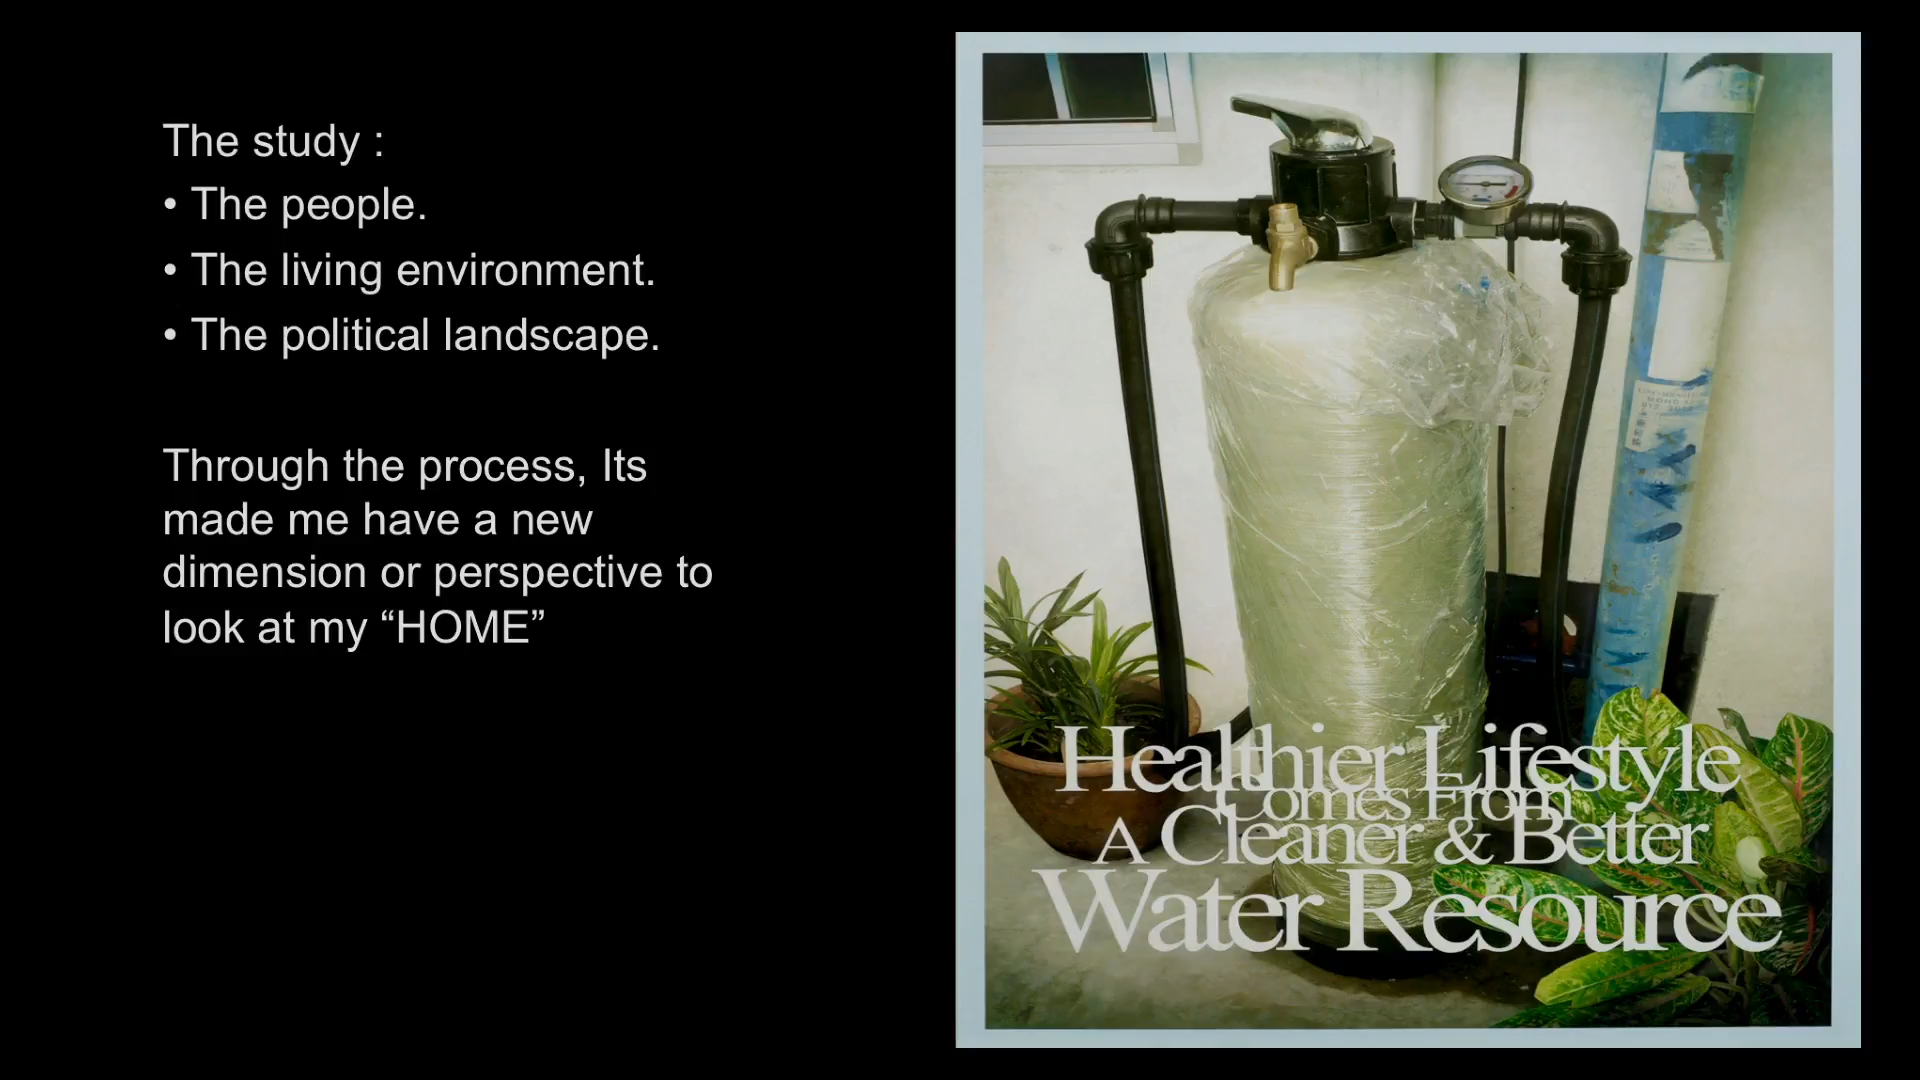 The study :
• The people.
• The living environment.
• The political landscape.
Through the process, Its
made me have a new
dimension or perspective to
look at my “HOME”
Healthier Lifestyle
Comes From
A Cleaner & Better
Water Resource